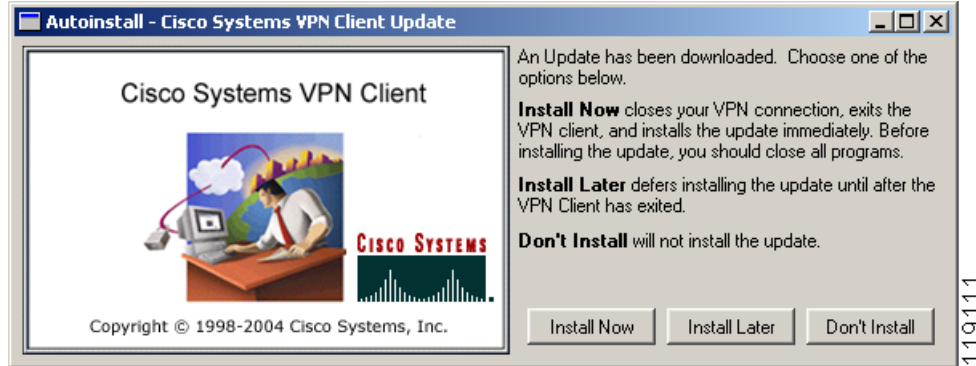 Autoinstall - Cisco Systems VPN Client Update
Cisco Systems VPN Client
CISCO SYSTEMS
Copyright © 1998-2004 Cisco Systems, Inc.
An Update has been downloaded. Choose one of the
options below.
Install Now closes your VPN connection, exits the
VPN client, and installs the update immediately. Before
installing the update, you should close all programs.
Install Later defers installing the update until after the
VPN Client has exited.
Don't Install will not install the update.
Install Now
Install Later
Don't Install
119111